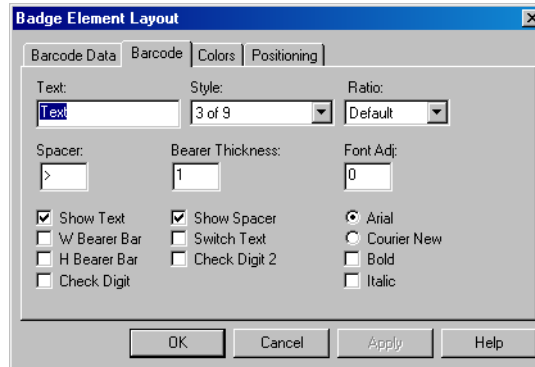 Badge Element Layout
Barcode Data Barcode Colors Positioning
Text: Style: Ratio:
Text 3 of 9 Default
Spacer: Bearer Thickness: Font Adj:
> 1 0
Show Text Show Spacer Arial
W Bearer Bar Switch Text Courier New
H Bearer Bar Check Digit 2 Bold
Check Digit Italic
OK Cancel Apply Help